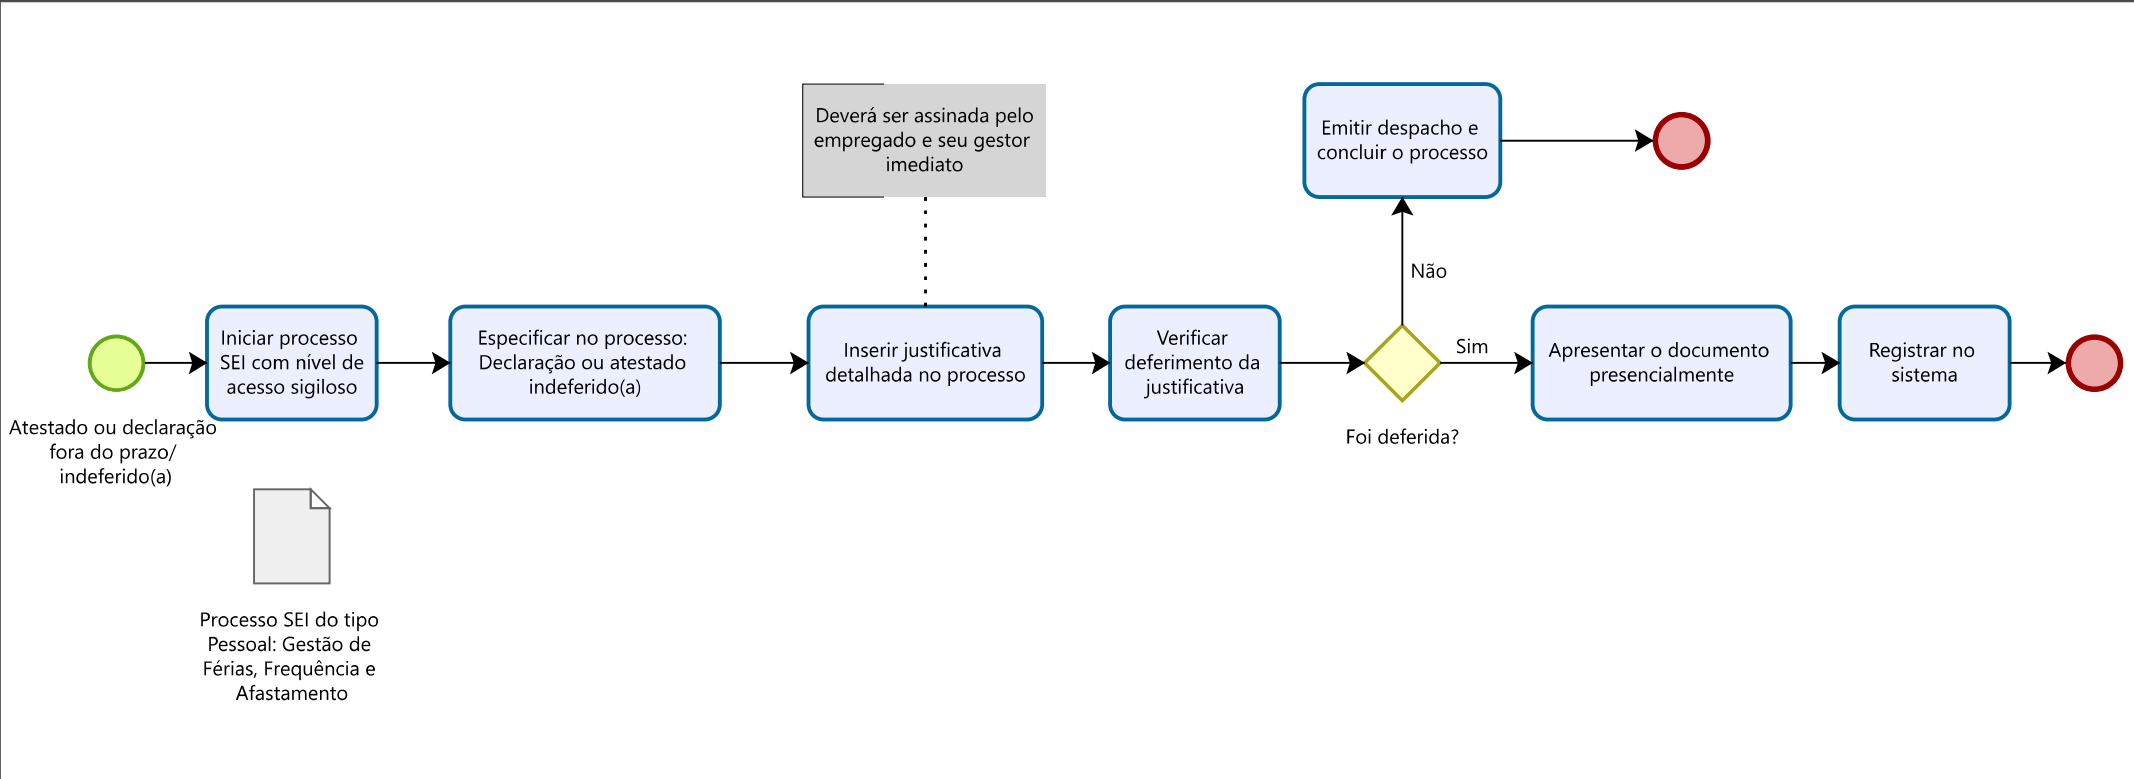 Deverá ser assinada pelo
empregado e seu gestor
imediato
Emitir despacho e
concluir o processo
Não
Iniciar processo
SEI com nível de
acesso sigiloso
Especificar no processo:
Declaração ou atestado
indeferido(a)
Inserir justificativa
detalhada no processo
Verificar
deferimento da
justificativa
Sim
Apresentar o documento
presencialmente
Registrar no
sistema
Atestado ou declaração
fora do prazo/
indeferido(a)
Foi deferida?
Processo SEI do tipo
Pessoal: Gestão de
Férias, Frequência e
Afastamento